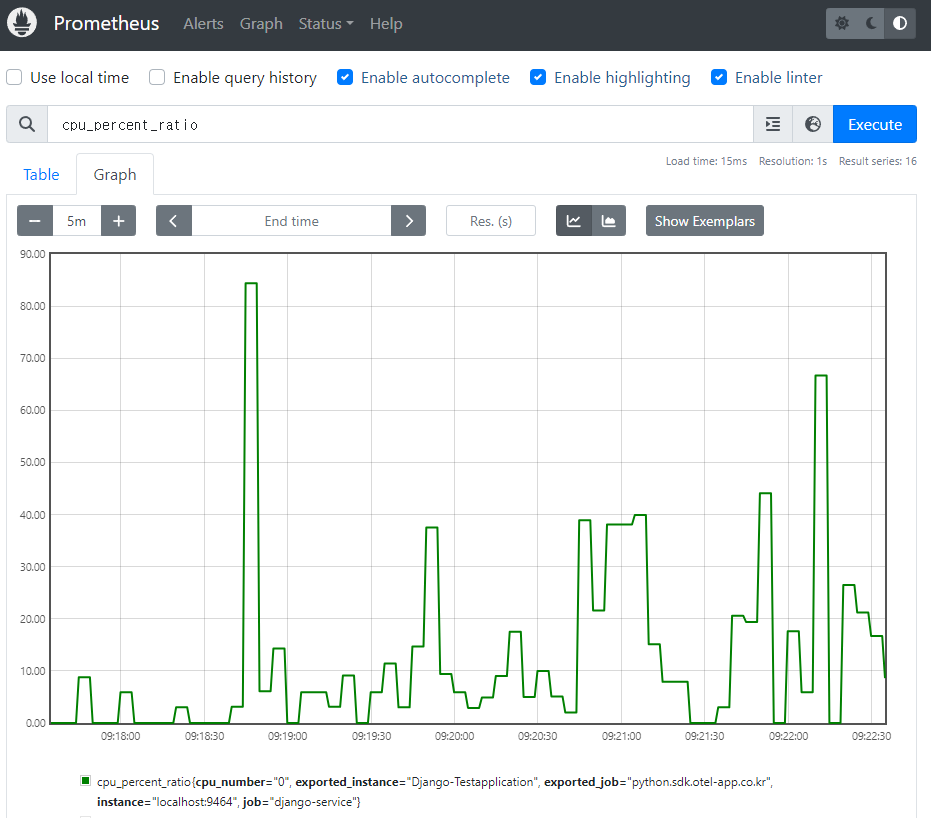 Prometheus Alerts Graph Status Help
Use local time Enable query history Enable autocomplete Enable highlighting Enable linter
cpu_percent_ratio Execute
Table Graph Load time: 15ms Resolution: 1s Result series: 16
− 5m + End time Res. (s) Show Exemplars
90.00
80.00
70.00
60.00
50.00
40.00
30.00
20.00
10.00
0.00
09:18:00 09:18:30 09:19:00 09:19:30 09:20:00 09:20:30 09:21:00 09:21:30 09:22:00 09:22:30
cpu_percent_ratio{cpu_number="0", exported_instance="Django-Testapplication", exported_job="python.sdk.otel-app.co.kr",
instance="localhost:9464", job="django-service"}